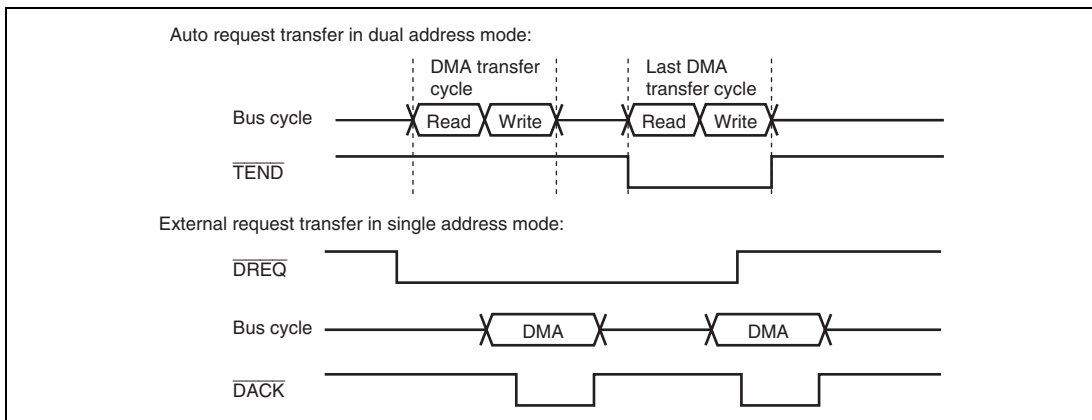 Auto request transfer in dual address mode:
DMA transfer
cycle
Last DMA
transfer cycle
Bus cycle
Read
Write
Read
Write
TEND
External request transfer in single address mode:
DREQ
Bus cycle
DMA
DMA
DACK